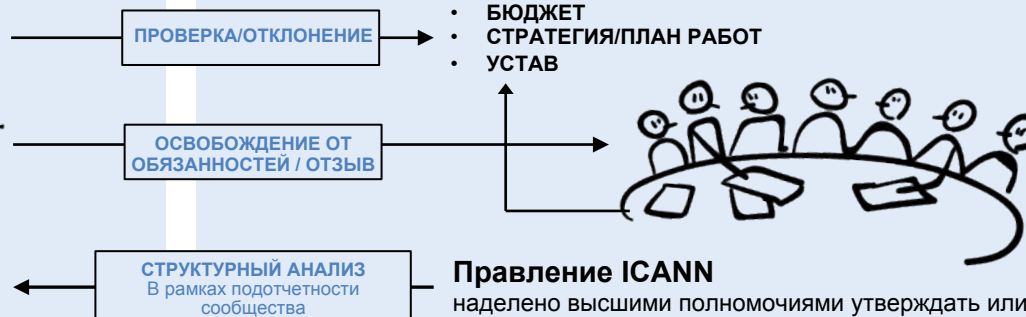 ПРОВЕРКА/ОТКЛОНЕНИЕ
• БЮДЖЕТ
• СТРАТЕГИЯ/ПЛАН РАБОТ
• УСТАВ
ОСВОБОЖДЕНИЕ ОТ
ОБЯЗАННОСТЕЙ / ОТЗЫВ
СТРУКТУРНЫЙ АНАЛИЗ
В рамках подотчетности
сообщества
Правление ICANN
наделено высшими полномочиями утверждать или